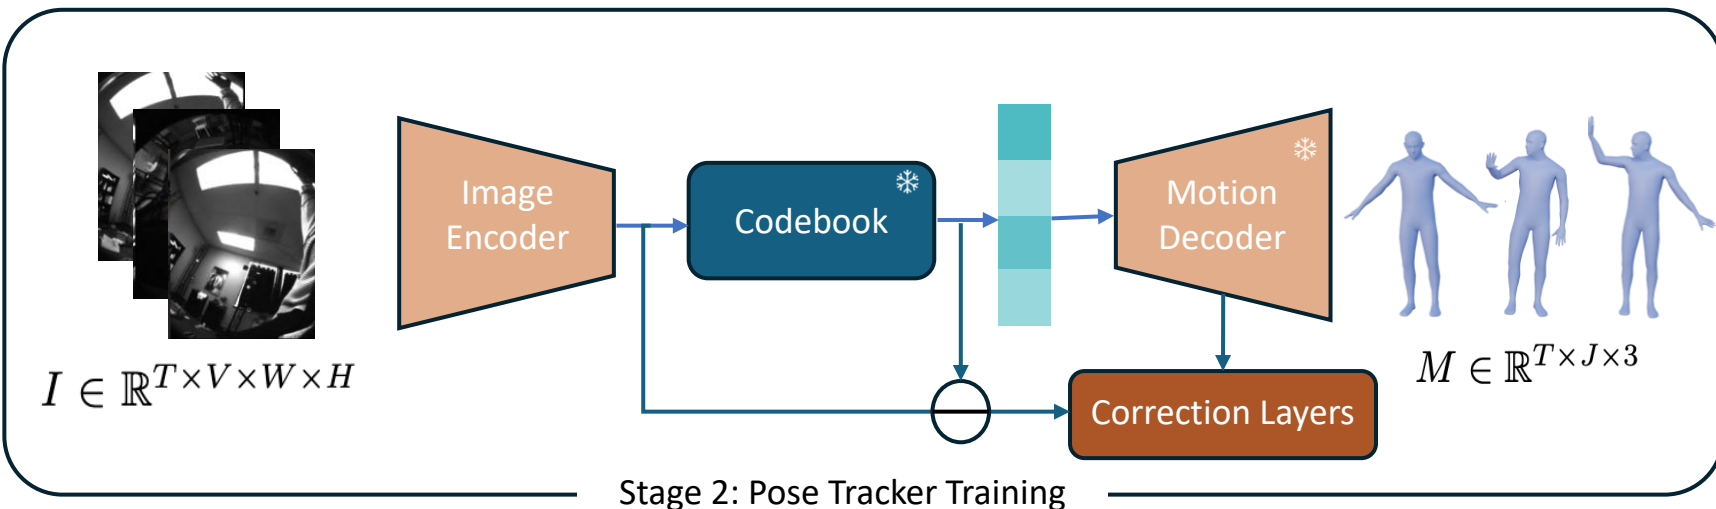 Image
Encoder
Codebook
Motion
Decoder
I ∈ ℝ^{T×V×W×H}
M ∈ ℝ^{T×J×3}
Correction Layers
Stage 2: Pose Tracker Training